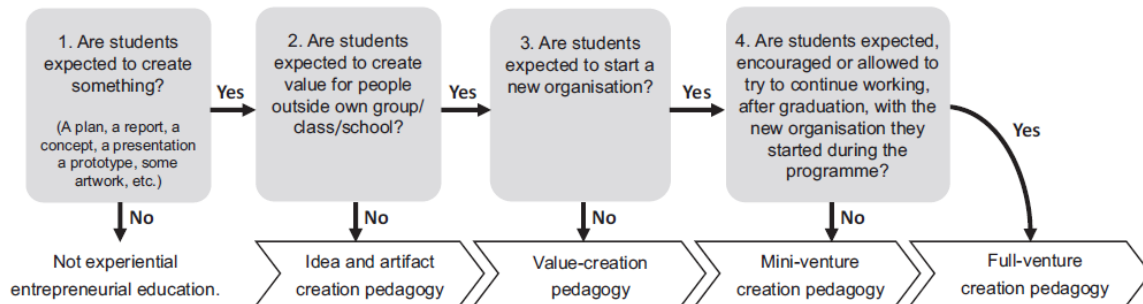 1. Are students
expected to create
something?
(A plan, a report, a
concept, a presentation
a prototype, some
artwork, etc.)
Yes
2. Are students
expected to create
value for people
outside own group/
class/school?
Yes
3. Are students
expected to start a
new organisation?
Yes
4. Are students expected,
encouraged or allowed to
try to continue working,
after graduation, with the
new organisation they
started during the
programme?
Yes
No
No
No
No
Not experiential
entrepreneurial education.
Idea and artifact
creation pedagogy
Value-creation
pedagogy
Mini-venture
creation pedagogy
Full-venture
creation pedagogy